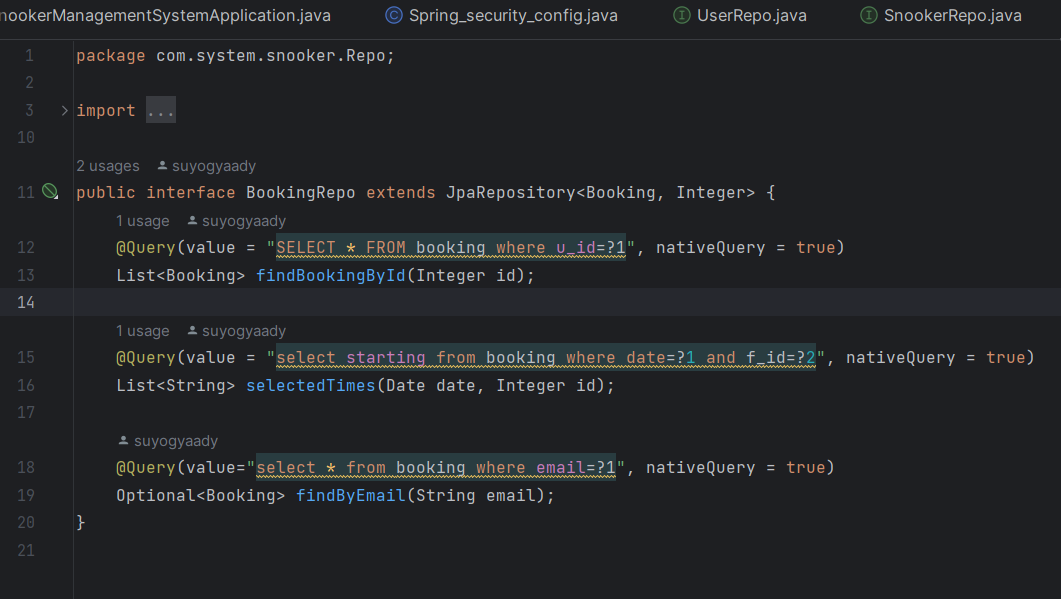 nookerManagementSystemApplication.java Spring_security_config.java UserRepo.java SnookerRepo.java
1 package com.system.snooker.Repo;
2
3 import ...
10
2 usages suyogyaady
11 public interface BookingRepo extends JpaRepository<Booking, Integer> {
1 usage suyogyaady
12 @Query(value = "SELECT * FROM booking where u_id=?1", nativeQuery = true)
13 List<Booking> findBookingById(Integer id);
14
1 usage suyogyaady
15 @Query(value = "select starting from booking where date=?1 and f_id=?2", nativeQuery = true)
16 List<String> selectedTimes(Date date, Integer id);
17
suyogyaady
18 @Query(value="select * from booking where email=?1", nativeQuery = true)
19 Optional<Booking> findByEmail(String email);
20 }
21